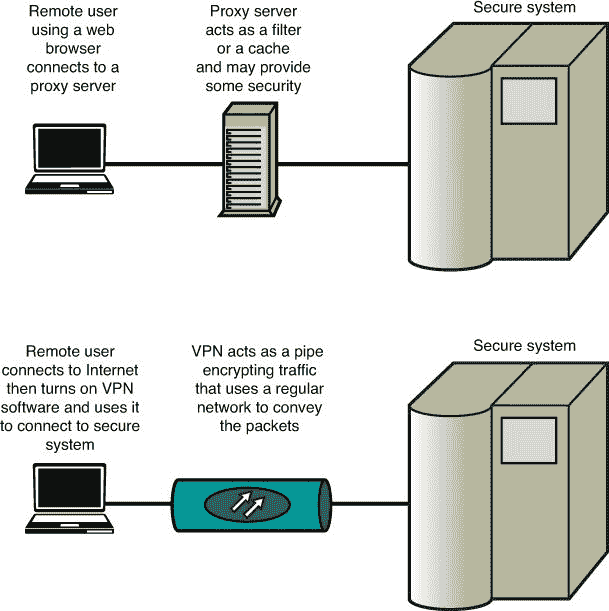 Remote user
using a web
browser
connects to a
proxy server
Proxy server
acts as a filter
or a cache
and may provide
some security
Secure system
Remote user
connects to Internet
then turns on VPN
software and uses it
to connect to secure
system
VPN acts as a pipe
encrypting traffic
that uses a regular
network to convey
the packets
Secure system